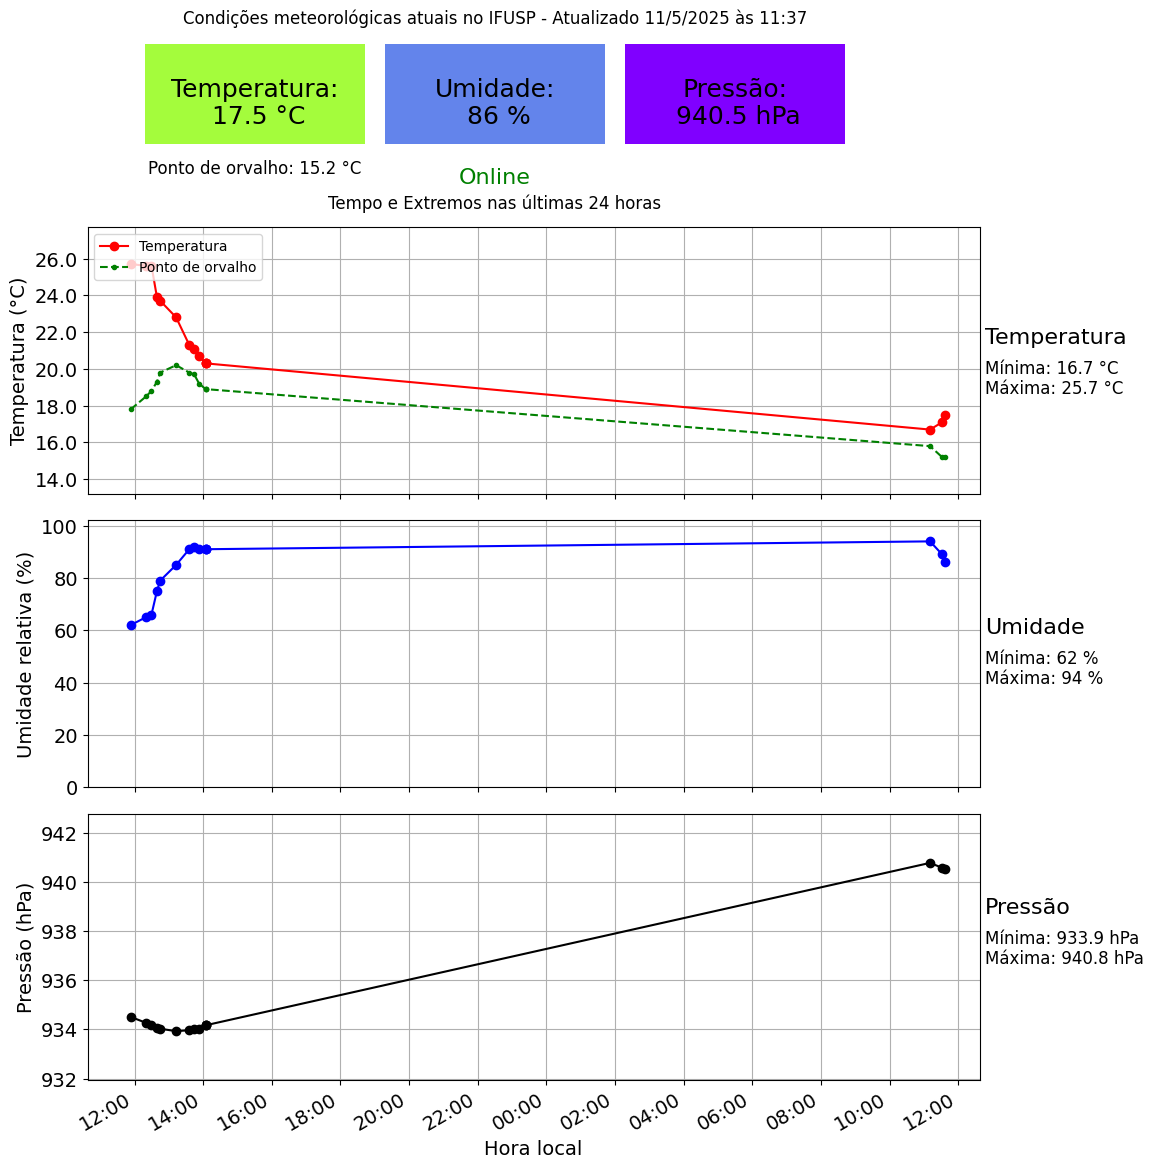 Condições meteorológicas atuais no IFUSP - Atualizado 11/5/2025 às 11:37
Temperatura:
17.5 °C
Umidade:
86 %
Pressão:
940.5 hPa
Ponto de orvalho: 15.2 °C
Online
Tempo e Extremos nas últimas 24 horas
Temperatura
Ponto de orvalho
Temperatura (°C)
26.0
24.0
22.0
20.0
18.0
16.0
14.0
Temperatura
Mínima: 16.7 °C
Máxima: 25.7 °C
Umidade relativa (%)
100
80
60
40
20
0
Umidade
Mínima: 62 %
Máxima: 94 %
Pressão (hPa)
942
940
938
936
934
932
Pressão
Mínima: 933.9 hPa
Máxima: 940.8 hPa
12:00 14:00 16:00 18:00 20:00 22:00 00:00 02:00 04:00 06:00 08:00 10:00 12:00
Hora local